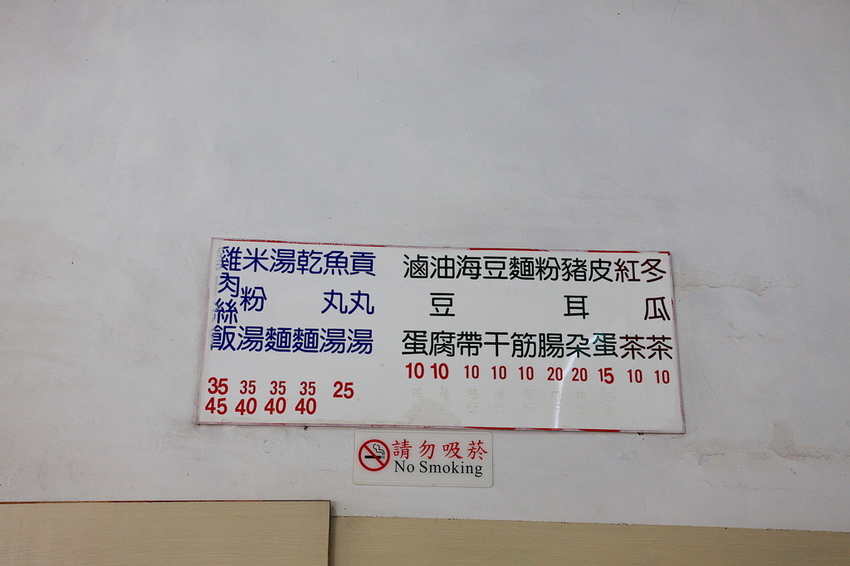 雞肉絲飯 35 45
米粉湯 35 40
湯麵 35 40
乾麵 35 40
魚丸湯 25
貢丸湯
滷蛋 10
油豆腐 10
海帶 10
豆干 10
麵筋 10
粉腸 20
豬耳朵 20
皮蛋 15
紅茶 10
冬瓜茶 10
請勿吸菸
No Smoking